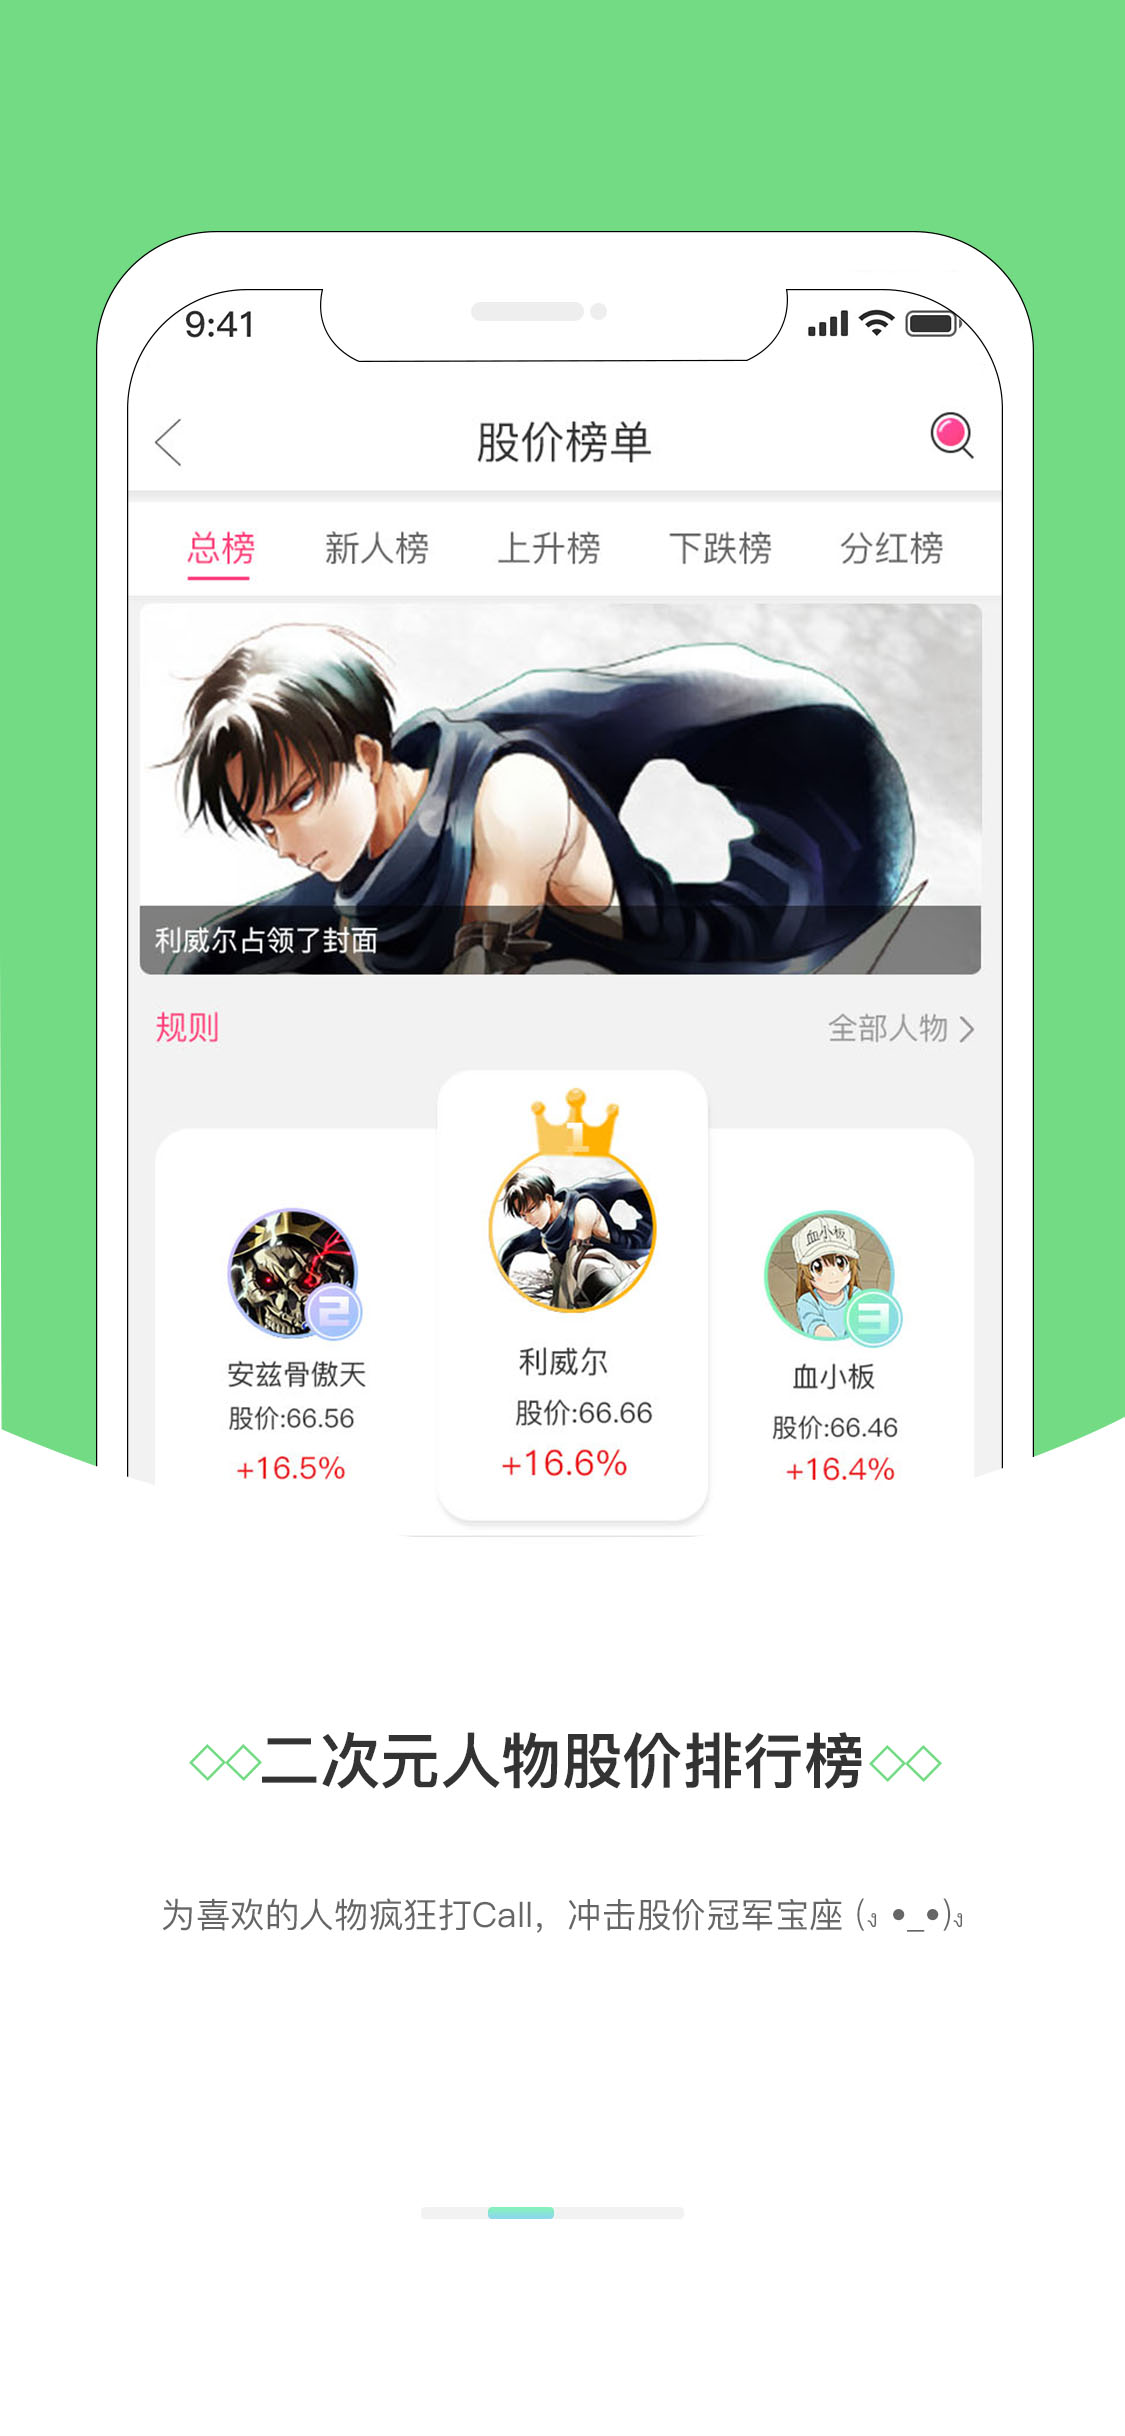 9:41
股价榜单
总榜 新人榜 上升榜 下跌榜 分红榜
利威尔占领了封面
规则 全部人物
1
2
3
血小板
安兹骨傲天 利威尔 血小板
股价:66.56 股价:66.66 股价:66.46
+16.5% +16.6% +16.4%
二次元人物股价排行榜
为喜欢的人物疯狂打Call，冲击股价冠军宝座 (ง •_•)ง